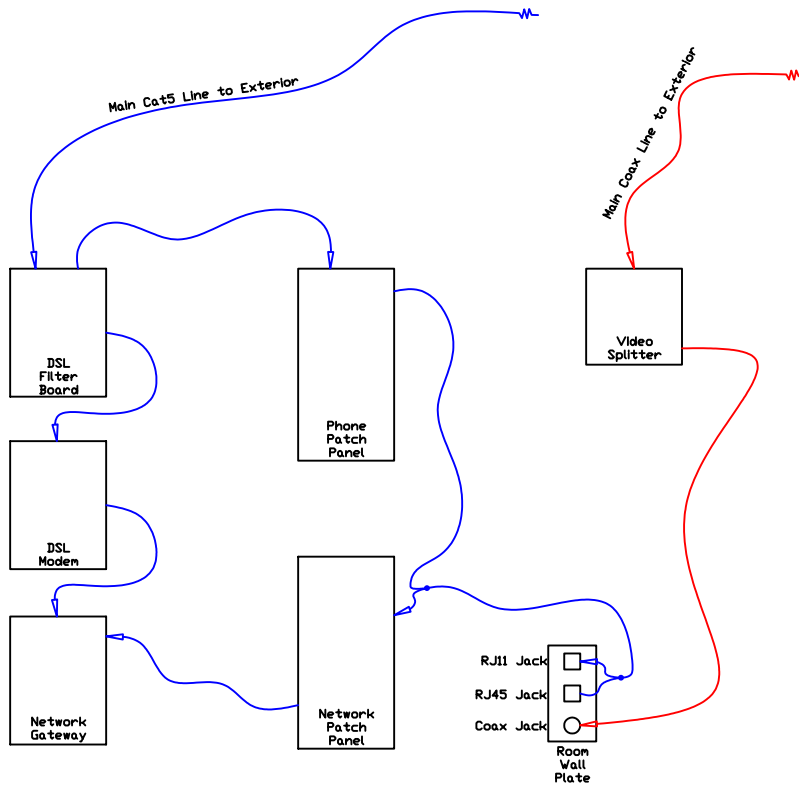 Main Cat5 Line to Exterior
Main Coax Line to Exterior
DSL
Filter
Board
Phone
Patch
Panel
Video
Splitter
DSL
Modem
Network
Gateway
Network
Patch
Panel
RJ11 Jack
RJ45 Jack
Coax Jack
Room
Wall
Plate